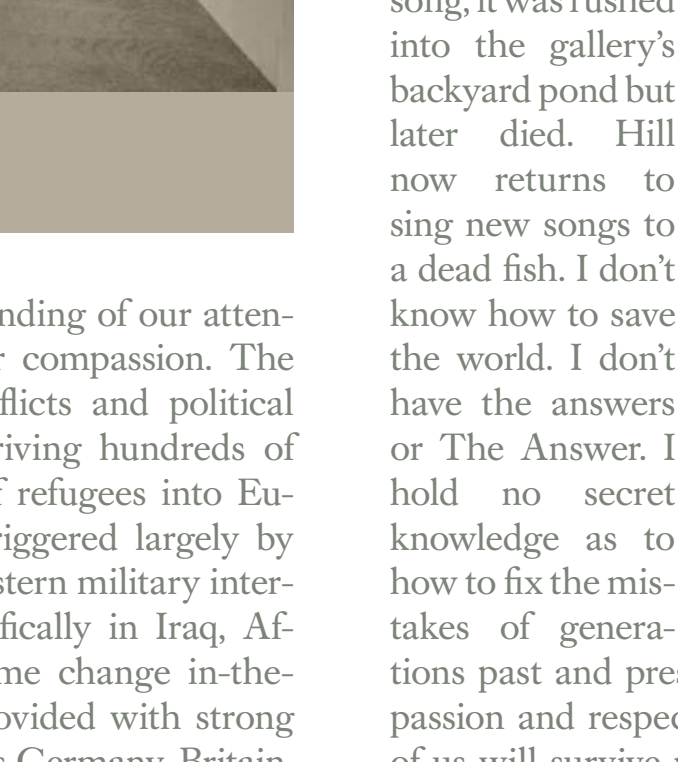 nding of our atten-
compassion. The
flicts and political
riving hundreds of
refugees into Eu-
riggered largely by
stern military inter-
fically in Iraq, Af-
me change in-the-
ovided with strong
Germany, Britain,
song, it was rushed
into the gallery’s
backyard pond but
later died. Hill
now returns to
sing new songs to
a dead fish. I don’t
know how to save
the world. I don’t
have the answers
or The Answer. I
hold no secret
knowledge as to
how to fix the mis-
takes of genera-
tions past and pres
passion and respec
of us will survive